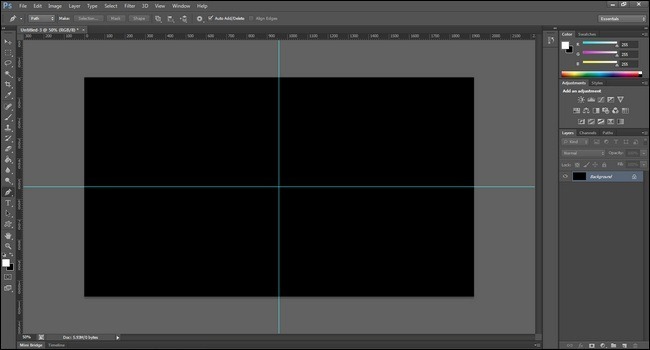 Ps File Edit Image Layer Type Select Filter 3D View Window Help
Path Make: Selection... Mask Shape Auto Add/Delete Align Edges Essentials
Untitled-3 @ 50% (RGB/8) * ×
Color Swatches
R 255
G 255
B 255
Adjustments Styles
Add an adjustment
Layers Channels Paths
Kind
Normal Opacity:
Lock: Fill:
Background
50% Doc: 5.93M/0 bytes
Mini Bridge Timeline